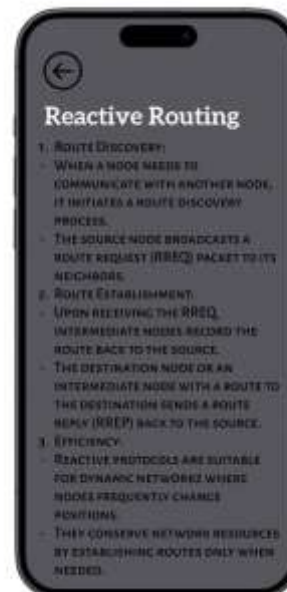 Reactive Routing
1. ROUTE DISCOVERY:
- WHEN A NODE NEEDS TO
COMMUNICATE WITH ANOTHER NODE,
IT INITIATES A ROUTE DISCOVERY
PROCESS.
- THE SOURCE NODE BROADCASTS A
ROUTE REQUEST (RREQ) PACKET TO ITS
NEIGHBORS.
2. ROUTE ESTABLISHMENT:
- UPON RECEIVING THE RREQ,
INTERMEDIATE NODES RECORD THE
ROUTE BACK TO THE SOURCE.
- THE DESTINATION NODE OR AN
INTERMEDIATE NODE WITH A ROUTE TO
THE DESTINATION SENDS A ROUTE
REPLY (RREP) BACK TO THE SOURCE.
3. EFFICIENCY:
- REACTIVE PROTOCOLS ARE SUITABLE
FOR DYNAMIC NETWORKS WHERE
NODES FREQUENTLY CHANGE
POSITIONS.
- THEY CONSERVE NETWORK RESOURCES
BY ESTABLISHING ROUTES ONLY WHEN
NEEDED.